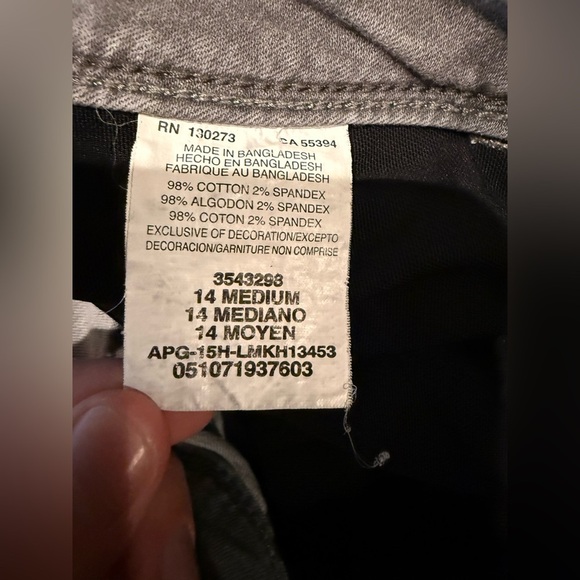 RN 130273 CA 55394
MADE IN BANGLADESH
HECHO EN BANGLADESH
FABRIQUE AU BANGLADESH
98% COTTON 2% SPANDEX
98% ALGODON 2% SPANDEX
98% COTON 2% SPANDEX
EXCLUSIVE OF DECORATION/EXCEPTO
DECORACION/GARNITURE NON COMPRISE
3543298
14 MEDIUM
14 MEDIANO
14 MOYEN
APG-15H-LMKH13453
051071937603